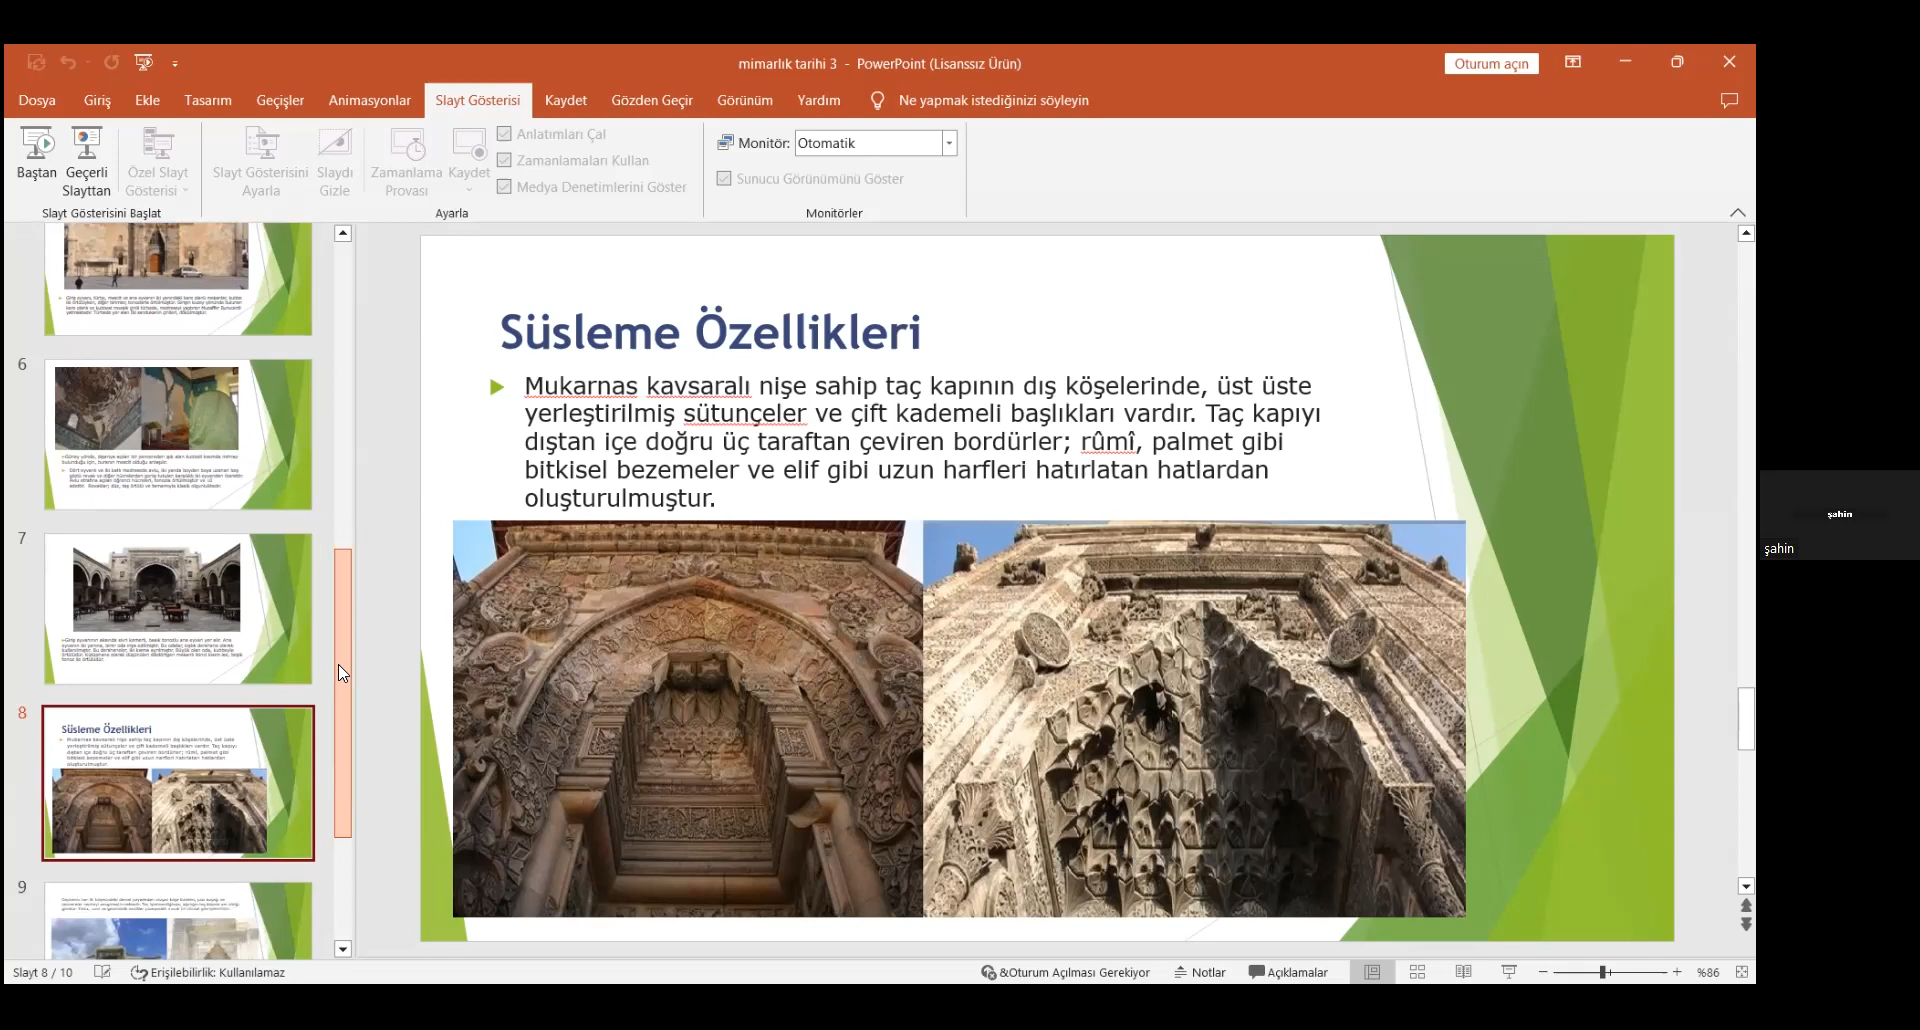 mimarlık tarihi 3 - PowerPoint (Lisanssız Ürün)
Oturum açın
Dosya Giriş Ekle Tasarım Geçişler Animasyonlar Slayt Gösterisi Kaydet Gözden Geçir Görünüm Yardım Ne yapmak istediğinizi söyleyin
Baştan
Geçerli Slayttan
Özel Slayt Gösterisi
Slayt Gösterisini Başlat
Slayt Gösterisini Ayarla
Slaydı Gizle
Zamanlama Provası
Kaydet
Anlatımları Çal
Zamanlamaları Kullan
Medya Denetimlerini Göster
Ayarla
Monitör: Otomatik
Sunucu Görünümünü Göster
Monitörler
6
7
8
Süsleme Özellikleri
9
Süsleme Özellikleri
Mukarnas kavsaralı nişe sahip taç kapının dış köşelerinde, üst üste
yerleştirilmiş sütunçeler ve çift kademeli başlıkları vardır. Taç kapıyı
dıştan içe doğru üç taraftan çeviren bordürler; rûmî, palmet gibi
bitkisel bezemeler ve elif gibi uzun harfleri hatırlatan hatlardan
oluşturulmuştur.
şahin
şahin
Slayt 8 / 10 Erişilebilirlik: Kullanılamaz &Oturum Açılması Gerekiyor Notlar Açıklamalar %86